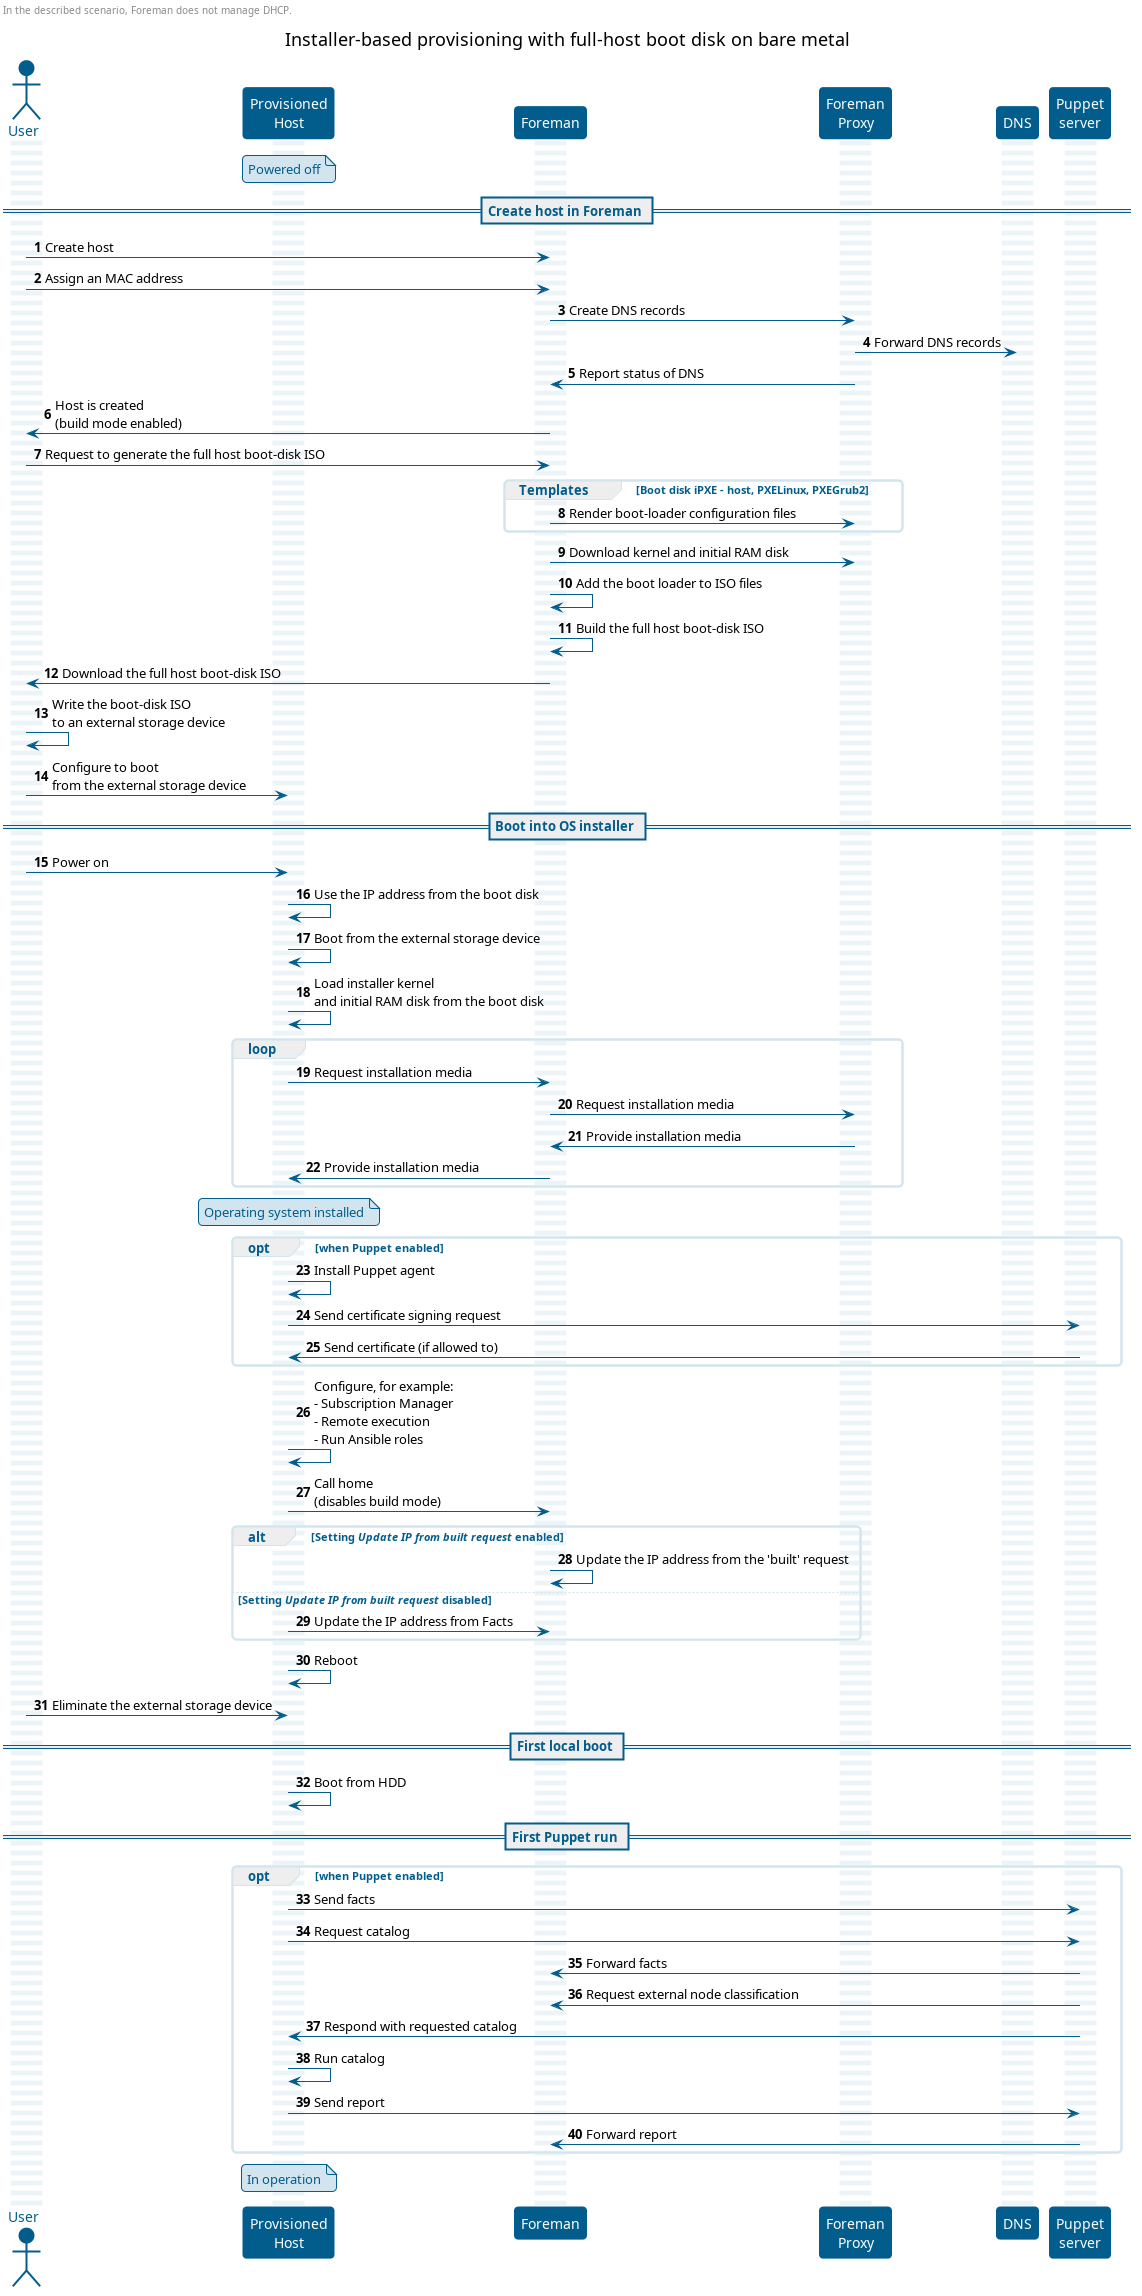 In the described scenario, Foreman does not manage DHCP.
Installer-based provisioning with full-host boot disk on bare metal
User
Provisioned
Host
Foreman
Foreman
Proxy
DNS
Puppet
server
Powered off
Create host in Foreman
1 Create host
2 Assign an MAC address
3 Create DNS records
4 Forward DNS records
5 Report status of DNS
6 Host is created
(build mode enabled)
7 Request to generate the full host boot-disk ISO
Templates [Boot disk iPXE - host, PXELinux, PXEGrub2]
8 Render boot-loader configuration files
9 Download kernel and initial RAM disk
10 Add the boot loader to ISO files
11 Build the full host boot-disk ISO
12 Download the full host boot-disk ISO
13 Write the boot-disk ISO
to an external storage device
14 Configure to boot
from the external storage device
Boot into OS installer
15 Power on
16 Use the IP address from the boot disk
17 Boot from the external storage device
18 Load installer kernel
and initial RAM disk from the boot disk
loop
19 Request installation media
20 Request installation media
21 Provide installation media
22 Provide installation media
Operating system installed
opt [when Puppet enabled]
23 Install Puppet agent
24 Send certificate signing request
25 Send certificate (if allowed to)
26 Configure, for example:
- Subscription Manager
- Remote execution
- Run Ansible roles
27 Call home
(disables build mode)
alt [Setting Update IP from built request enabled]
28 Update the IP address from the 'built' request
[Setting Update IP from built request disabled]
29 Update the IP address from Facts
30 Reboot
31 Eliminate the external storage device
First local boot
32 Boot from HDD
First Puppet run
opt [when Puppet enabled]
33 Send facts
34 Request catalog
35 Forward facts
36 Request external node classification
37 Respond with requested catalog
38 Run catalog
39 Send report
40 Forward report
In operation
User
Provisioned
Host
Foreman
Foreman
Proxy
DNS
Puppet
server